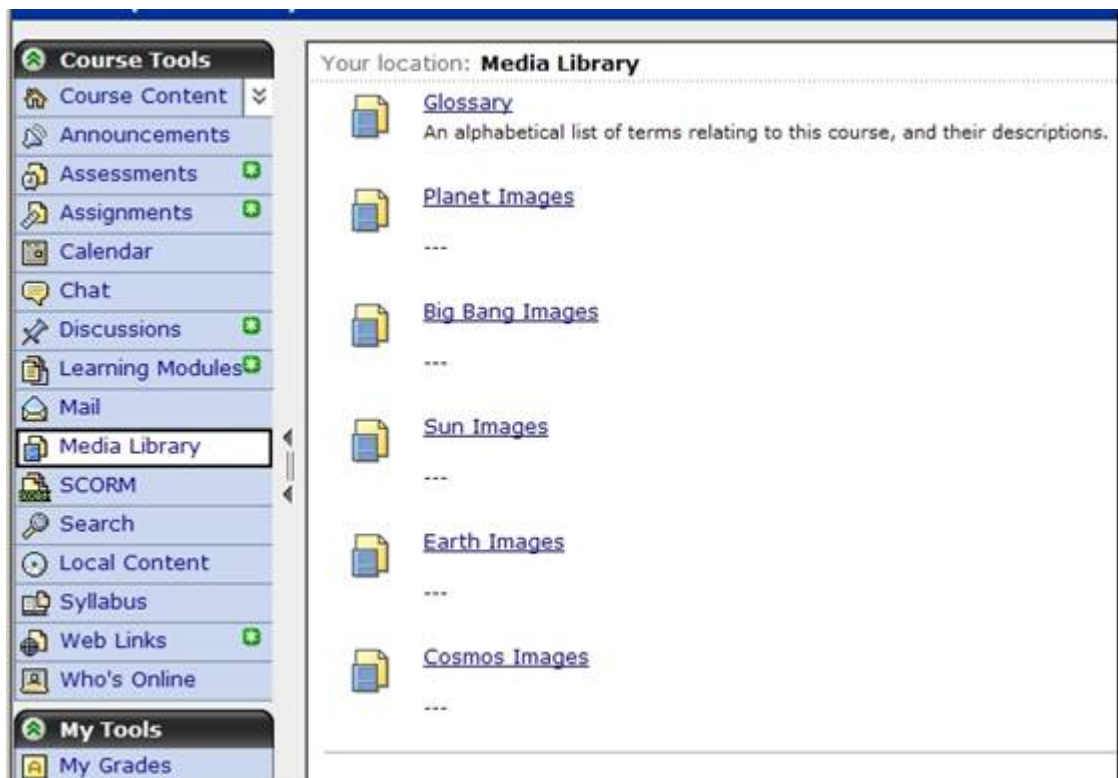 Course Tools
Course Content
Announcements
Assessments
Assignments
Calendar
Chat
Discussions
Learning Modules
Mail
Media Library
SCORM
Search
Local Content
Syllabus
Web Links
Who's Online
My Tools
My Grades
Your location: Media Library
Glossary
An alphabetical list of terms relating to this course, and their descriptions.
Planet Images
---
Big Bang Images
---
Sun Images
---
Earth Images
---
Cosmos Images
---